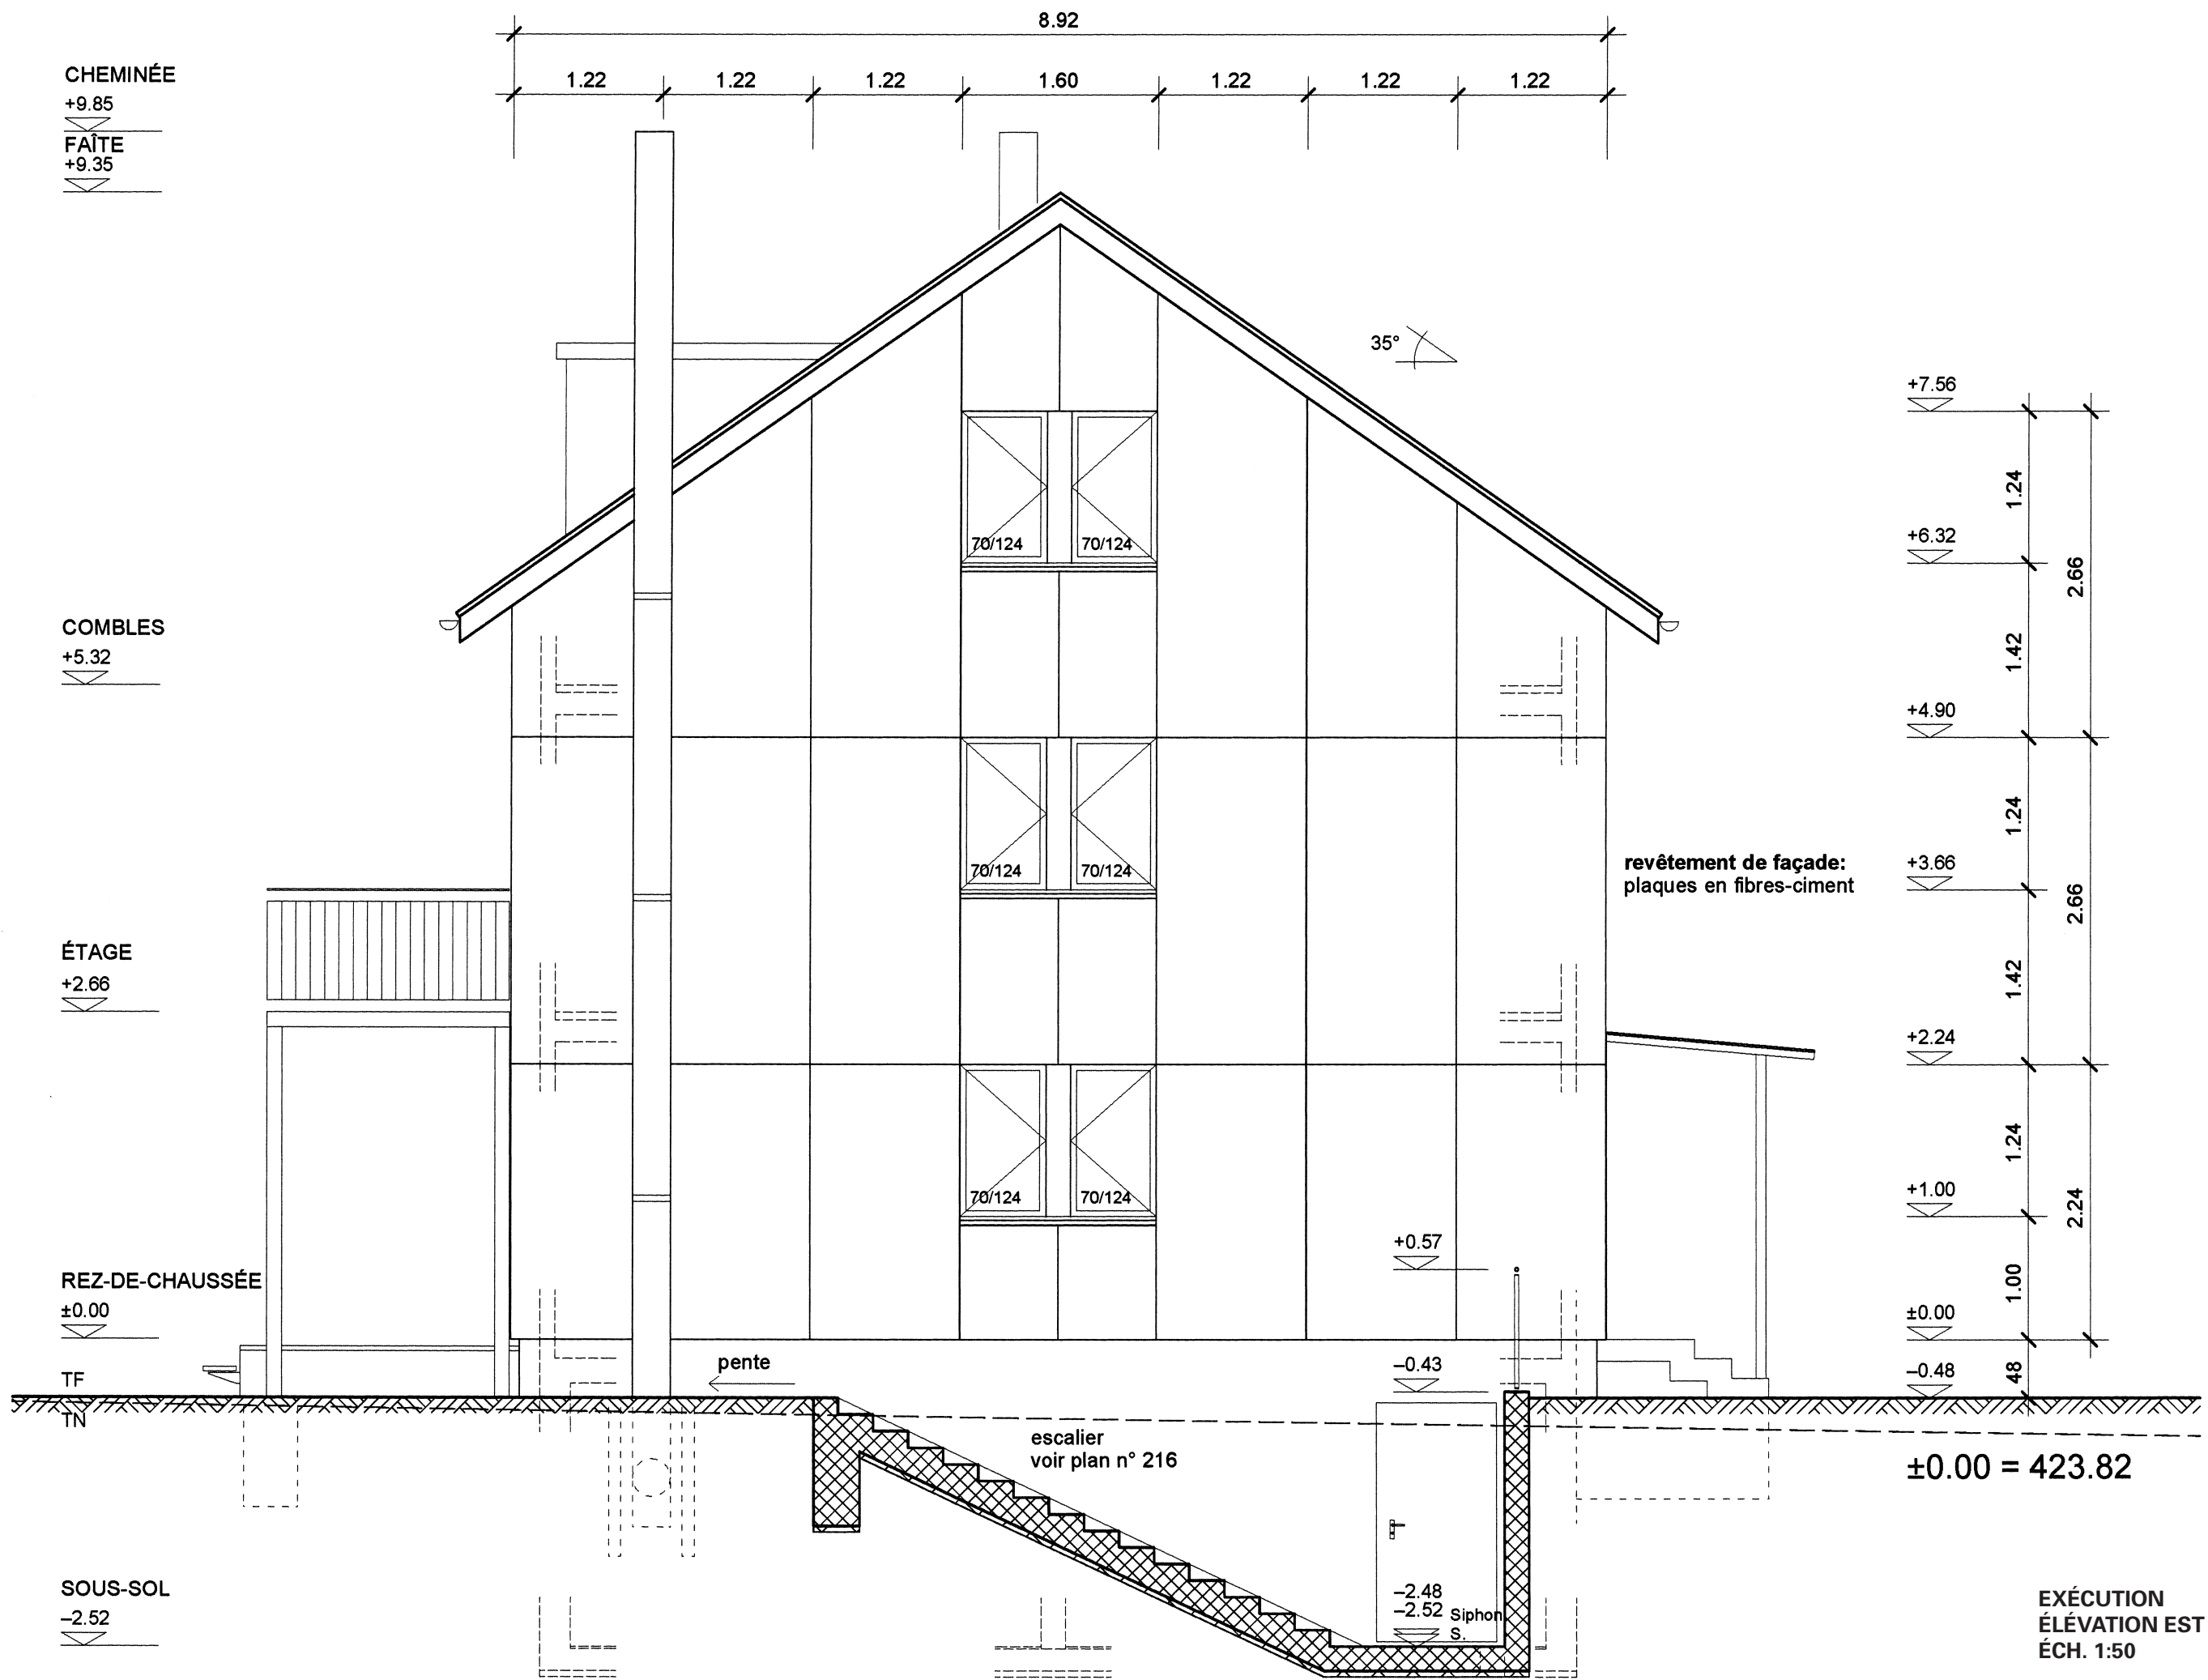 8.92
1.22 1.22 1.22 1.60 1.22 1.22 1.22
CHEMINÉE
+9.85
FAÎTE
+9.35
35°
+7.56
1.24
70/124 70/124
+6.32
2.66
COMBLES
+5.32
1.42
+4.90
1.24
70/124 70/124
revêtement de façade:
plaques en fibres-ciment
+3.66
2.66
ÉTAGE
+2.66
1.42
+2.24
1.24
70/124 70/124
+1.00
2.24
+0.57
REZ-DE-CHAUSSÉE
±0.00
1.00
±0.00
pente
−0.43
−0.48
48
TF
TN
escalier
voir plan n° 216
±0.00 = 423.82
SOUS-SOL
−2.52
−2.48
−2.52 Siphon
S.
EXÉCUTION
ÉLÉVATION EST
ÉCH. 1:50